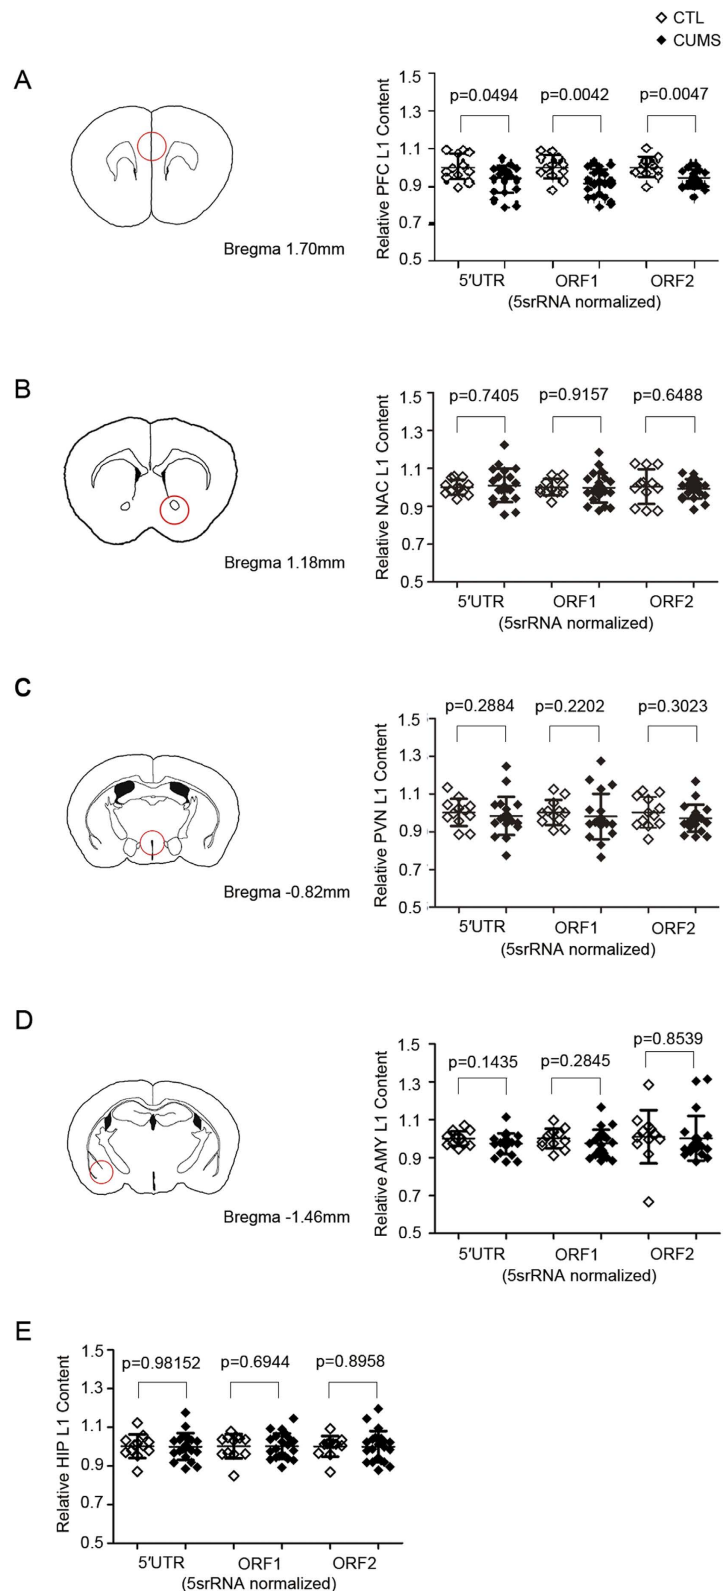 CTL
CUMS
A
Bregma 1.70mm
Relative PFC L1 Content
1.5
1.3
1.1
0.9
0.7
0.5
p=0.0494 p=0.0042 p=0.0047
5'UTR ORF1 ORF2
(5srRNA normalized)
B
Bregma 1.18mm
Relative NAC L1 Content
1.5
1.3
1.1
0.9
0.7
0.5
p=0.7405 p=0.9157 p=0.6488
5'UTR ORF1 ORF2
(5srRNA normalized)
C
Bregma -0.82mm
Relative PVN L1 Content
1.5
1.3
1.1
0.9
0.7
0.5
p=0.2884 p=0.2202 p=0.3023
5'UTR ORF1 ORF2
(5srRNA normalized)
D
Bregma -1.46mm
Relative AMY L1 Content
1.5
1.3
1.1
0.9
0.7
0.5
p=0.1435 p=0.2845 p=0.8539
5'UTR ORF1 ORF2
(5srRNA normalized)
E
Relative HIP L1 Content
1.5
1.3
1.1
0.9
0.7
0.5
p=0.98152 p=0.6944 p=0.8958
5'UTR ORF1 ORF2
(5srRNA normalized)